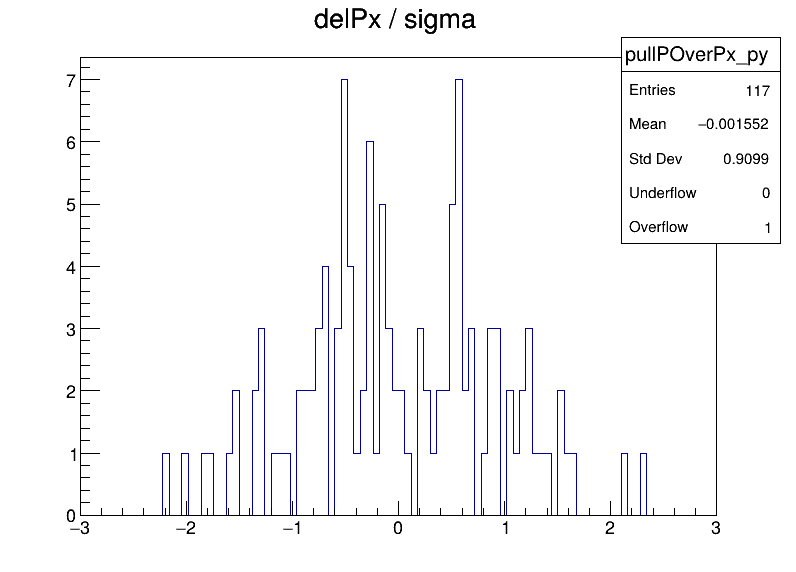 delPx / sigma
pullPOverPx_py
Entries 117
Mean −0.001552
Std Dev 0.9099
Underflow 0
Overflow 1
7
6
5
4
3
2
1
0
−3 −2 −1 0 1 2 3